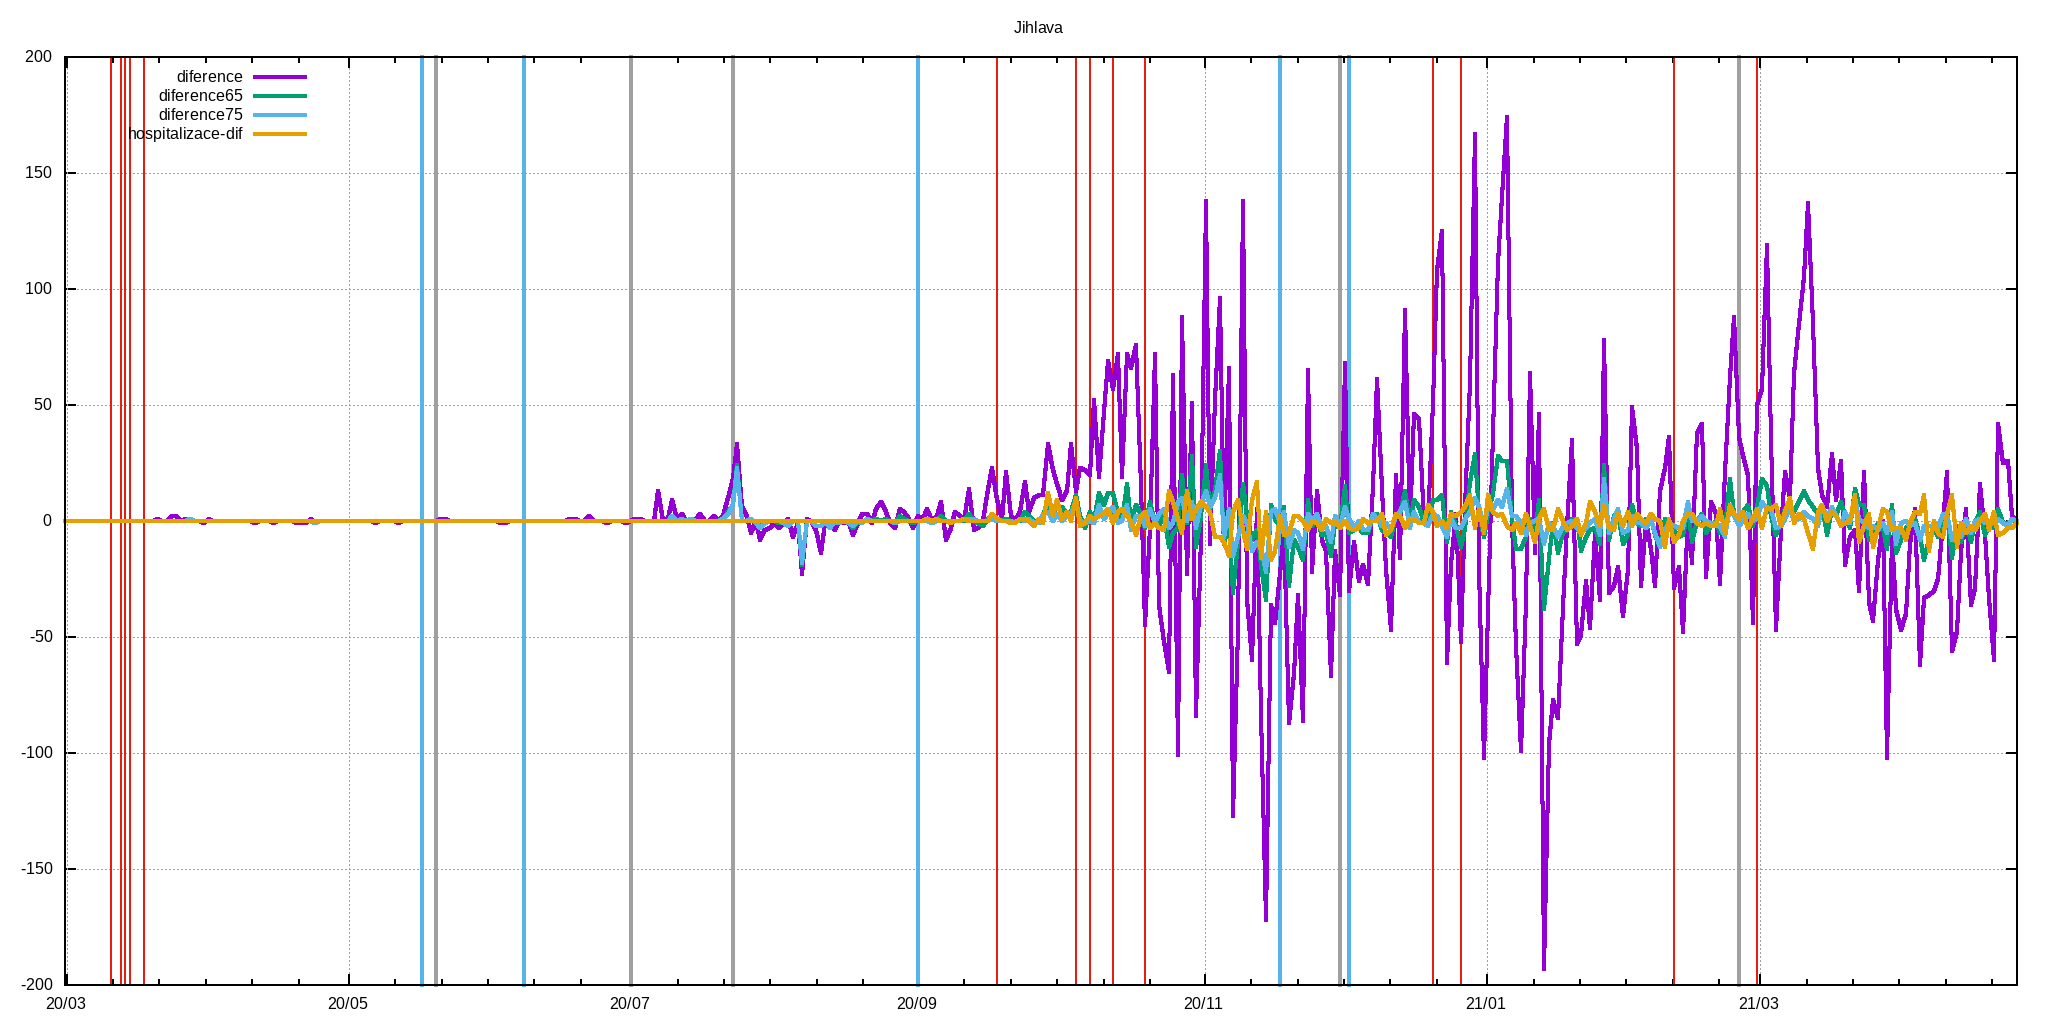 Jihlava
200
diference
diference65
diference75
hospitalizace-dif
150
100
50
0
-50
-100
-150
-200
20/03 20/05 20/07 20/09 20/11 21/01 21/03